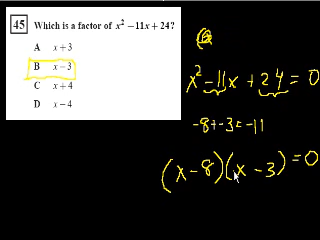 45 Which is a factor of x² −11x + 24?
A x + 3
B x − 3
C x + 4
D x − 4
x² −11x + 24 = 0
-8 + -3 = -11
(x − 8)(x − 3) = 0